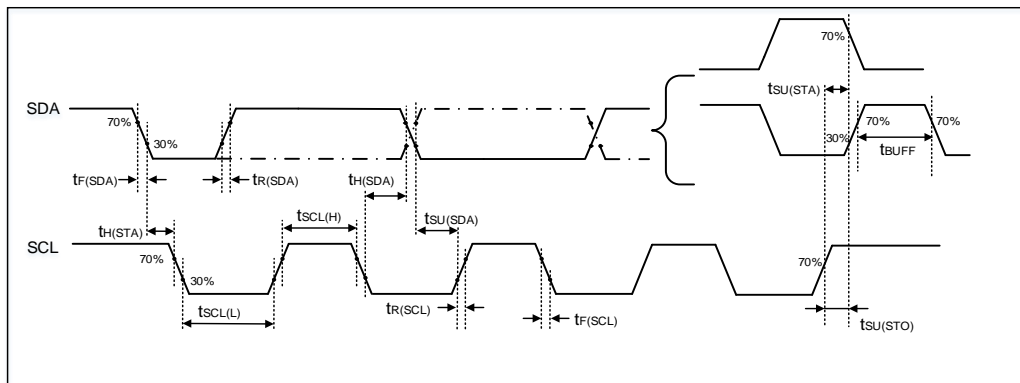 70%
tSU(STA)
SDA
70%
30%
30%
70%
70%
tBUFF
tF(SDA)
tR(SDA)
tH(SDA)
tH(STA)
tSCL(H)
tSU(SDA)
SCL
70%
30%
70%
tSCL(L)
tR(SCL)
tF(SCL)
tSU(STO)